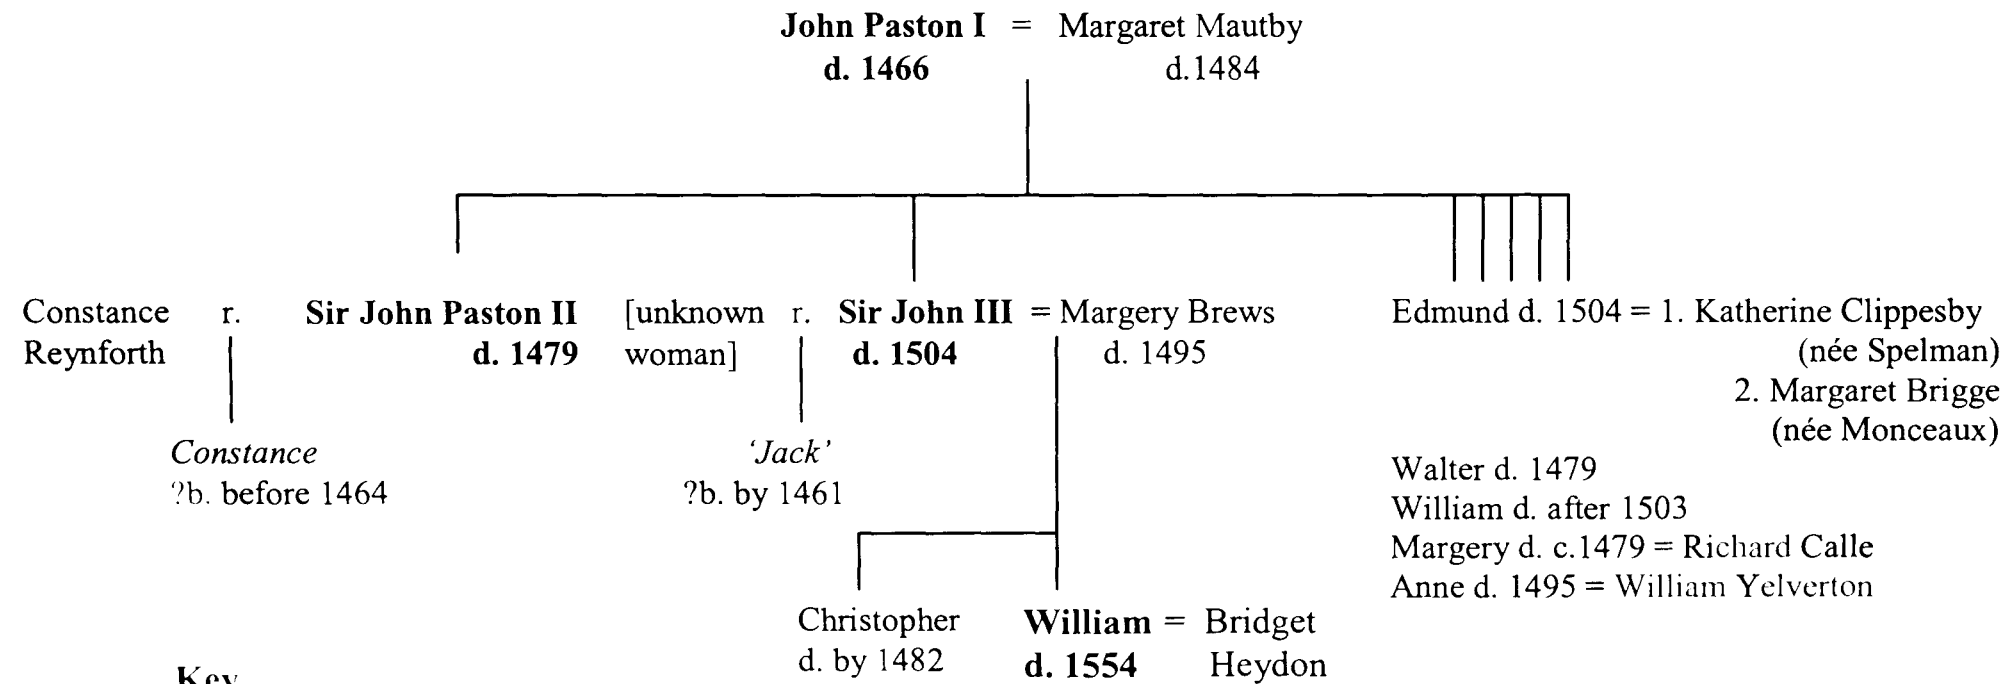 John Paston I = Margaret Mautby
d. 1466 d.1484
Constance r. Sir John Paston II [unknown r. Sir John III = Margery Brews Edmund d. 1504 = 1. Katherine Clippesby
Reynforth d. 1479 woman] d. 1504 d. 1495 (née Spelman)
2. Margaret Brigge
(née Monceaux)
Constance 'Jack' Walter d. 1479
?b. before 1464 ?b. by 1461 William d. after 1503
Margery d. c.1479 = Richard Calle
Anne d. 1495 = William Yelverton
Christopher William = Bridget
d. by 1482 d. 1554 Heydon
Key